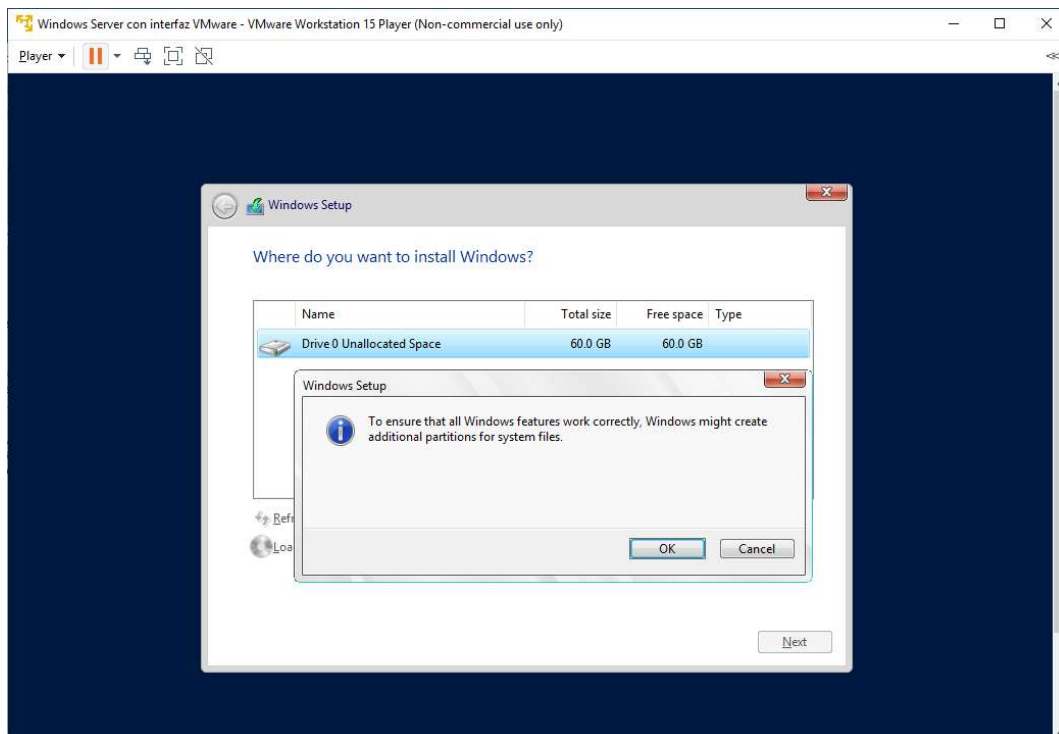 Windows Server con interfaz VMware - VMware Workstation 15 Player (Non-commercial use only)
Player
Windows Setup
Where do you want to install Windows?
Name Total size Free space Type
Drive 0 Unallocated Space 60.0 GB 60.0 GB
Windows Setup
To ensure that all Windows features work correctly, Windows might create
additional partitions for system files.
Refr
Loa
OK Cancel
Next